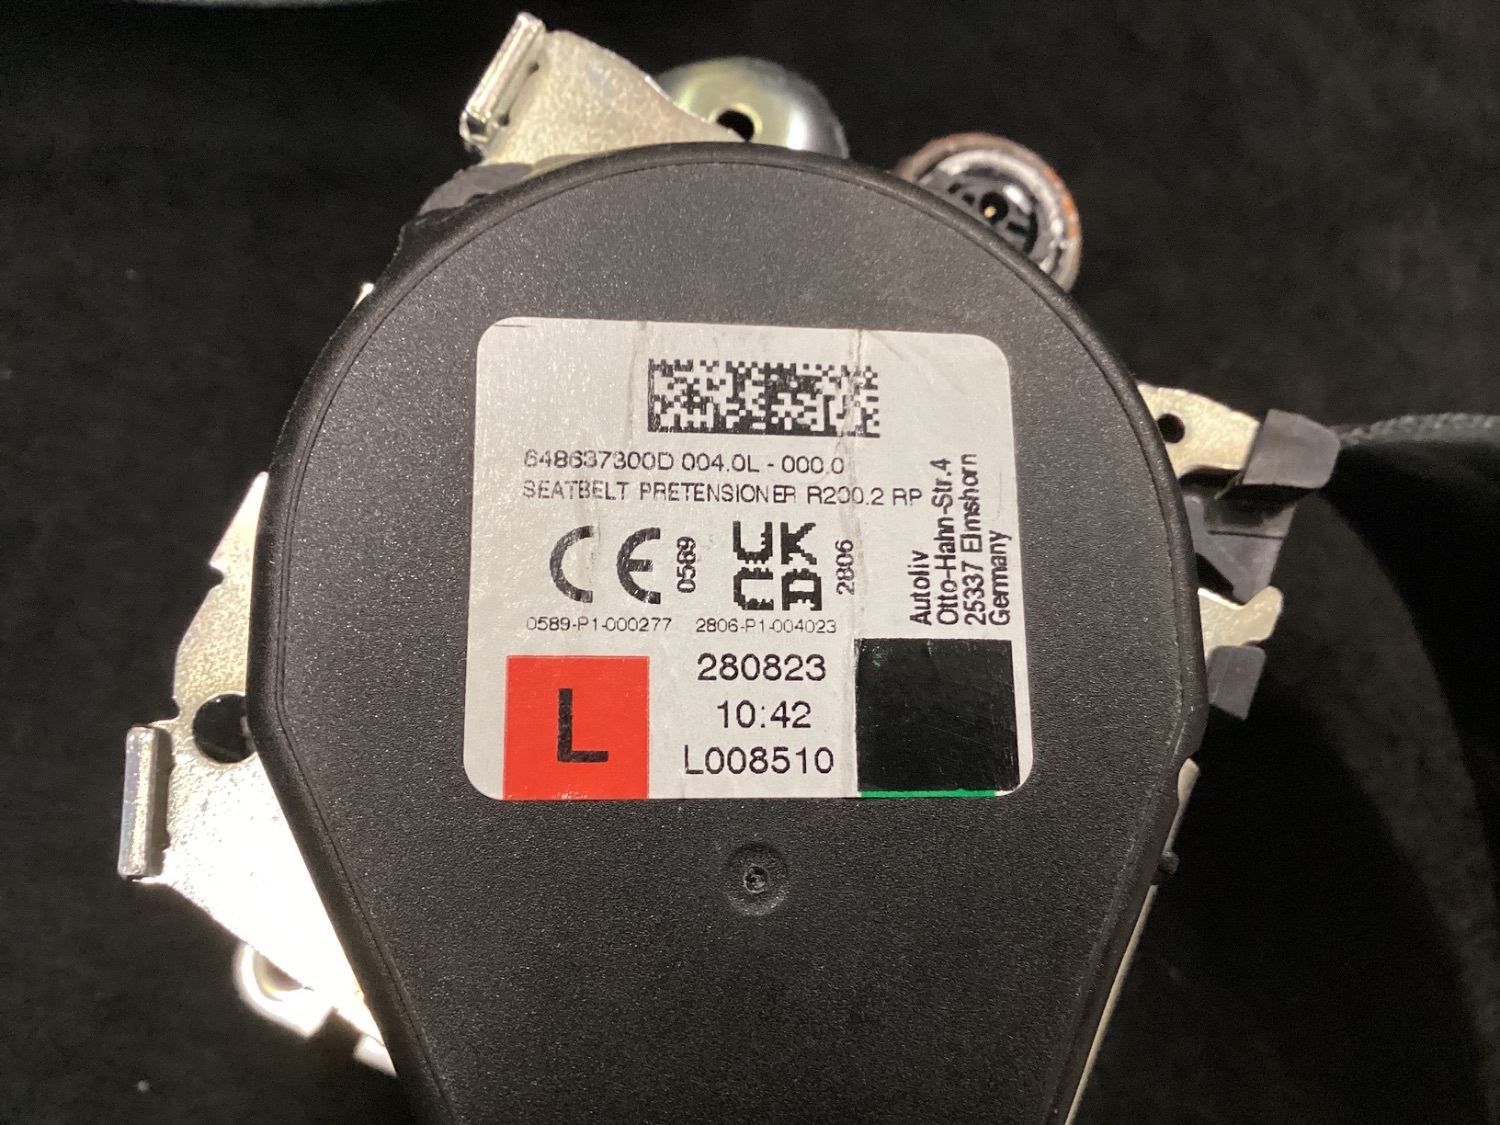 648637300D 004.0L - 000.0
SEATBELT PRETENSIONER R200.2 RP
CE 0589
UK CA 2806
0589-P1-000277
2806-P1-004023
Autoliv
Otto-Hahn-Str.4
25337 Elmshorn
Germany
L
280823
10:42
L008510